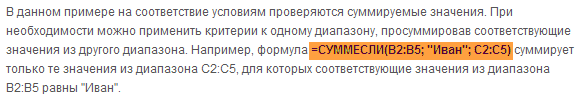 В данном примере на соответствие условиям проверяются суммируемые значения. При
необходимости можно применить критерии к одному диапазону, просуммировав соответствующие
значения из другого диапазона. Например, формула =СУММЕСЛИ(B2:B5; "Иван"; C2:C5) суммирует
только те значения из диапазона C2:C5, для которых соответствующие значения из диапазона
B2:B5 равны "Иван".